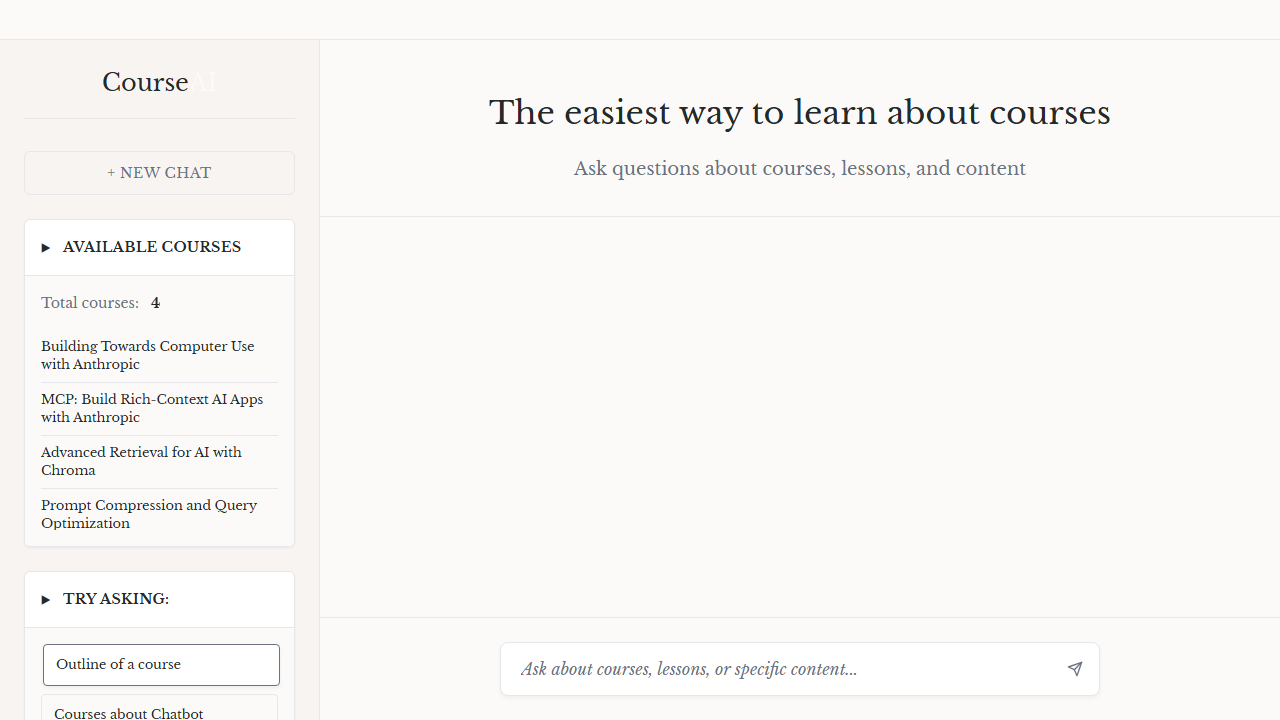 CourseAI
+ NEW CHAT
▶ AVAILABLE COURSES
Total courses: 4
Building Towards Computer Use
with Anthropic
MCP: Build Rich-Context AI Apps
with Anthropic
Advanced Retrieval for AI with
Chroma
Prompt Compression and Query
Optimization
▶ TRY ASKING:
Outline of a course
Courses about Chatbot
The easiest way to learn about courses
Ask questions about courses, lessons, and content
Ask about courses, lessons, or specific content...